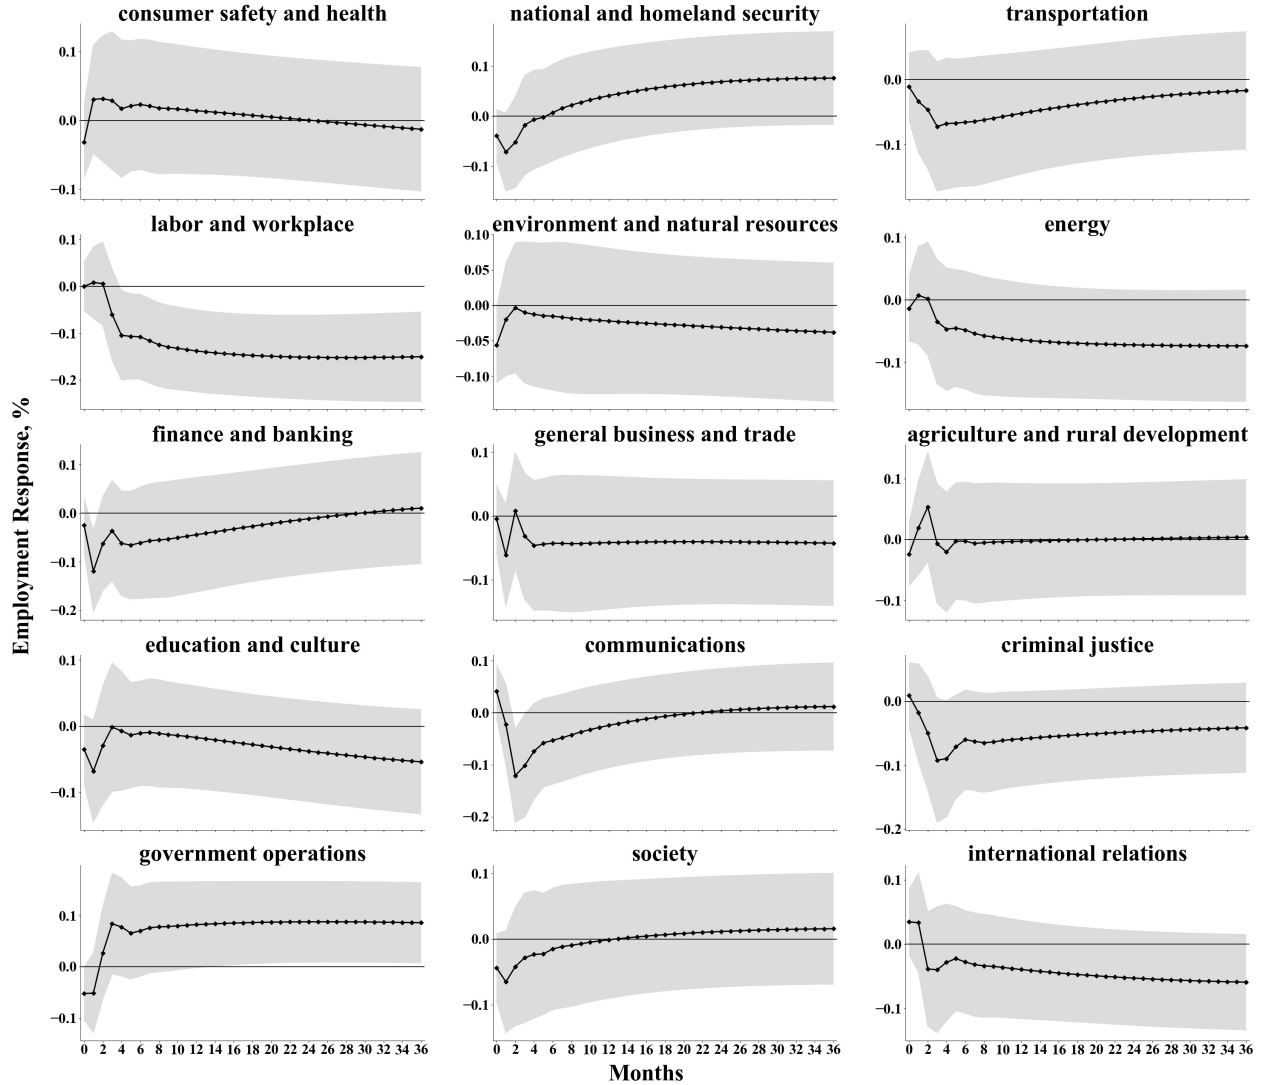 consumer safety and health
national and homeland security
transportation
0.1
0.0
−0.1
0.1
0.0
−0.1
0.0
−0.1
labor and workplace
environment and natural resources
energy
0.1
0.0
−0.1
−0.2
0.10
0.05
0.00
−0.05
−0.10
0.1
0.0
−0.1
Employment Response, %
finance and banking
general business and trade
agriculture and rural development
0.1
0.0
−0.1
−0.2
0.1
0.0
−0.1
0.1
0.0
−0.1
education and culture
communications
criminal justice
0.1
0.0
−0.1
0.1
0.0
−0.1
−0.2
0.0
−0.1
−0.2
government operations
society
international relations
0.1
0.0
−0.1
0.1
0.0
−0.1
0.1
0.0
−0.1
0 2 4 6 8 10 12 14 16 18 20 22 24 26 28 30 32 34 36
0 2 4 6 8 10 12 14 16 18 20 22 24 26 28 30 32 34 36
0 2 4 6 8 10 12 14 16 18 20 22 24 26 28 30 32 34 36
Months